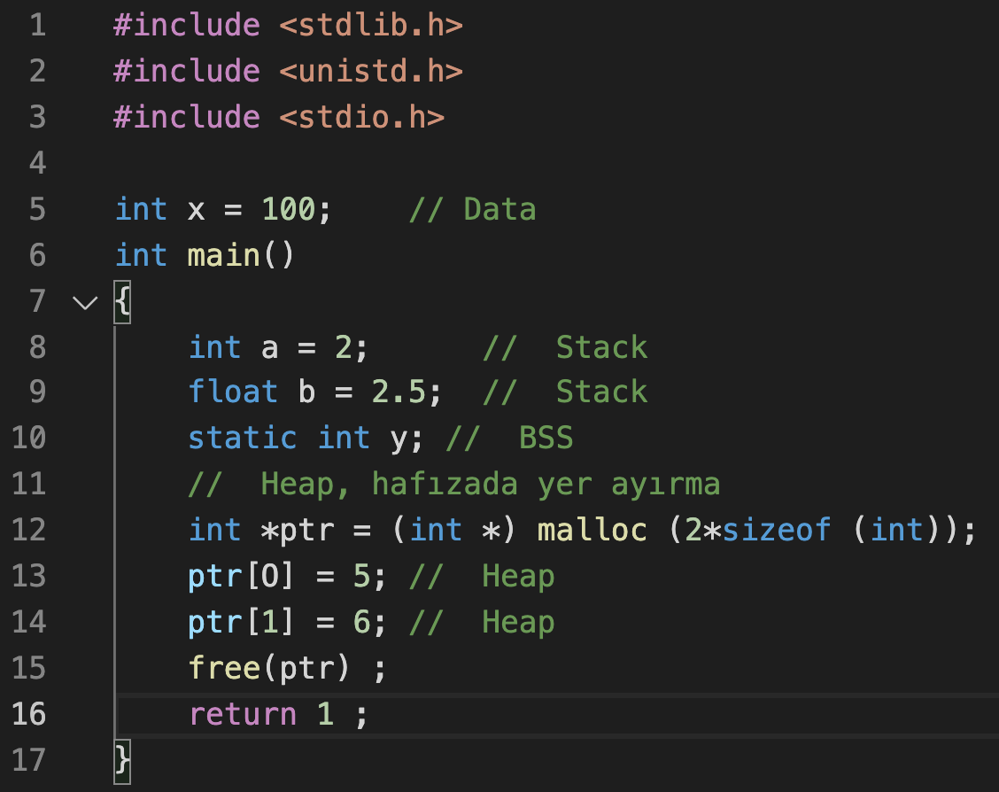 1 #include <stdlib.h>
2 #include <unistd.h>
3 #include <stdio.h>
4
5 int x = 100;    // Data
6 int main()
7 {
8     int a = 2;      //  Stack
9     float b = 2.5;  //  Stack
10     static int y; //  BSS
11     //  Heap, hafızada yer ayırma
12     int *ptr = (int *) malloc (2*sizeof (int));
13     ptr[O] = 5; //  Heap
14     ptr[1] = 6; //  Heap
15     free(ptr) ;
16     return 1 ;
17 }